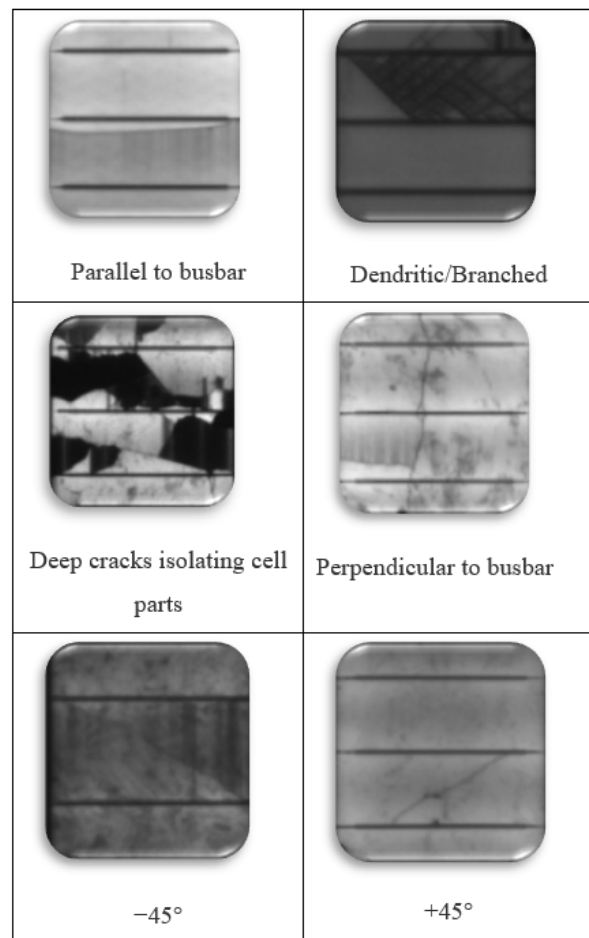 Parallel to busbar
Dendritic/Branched
Deep cracks isolating cell
parts
Perpendicular to busbar
−45°
+45°